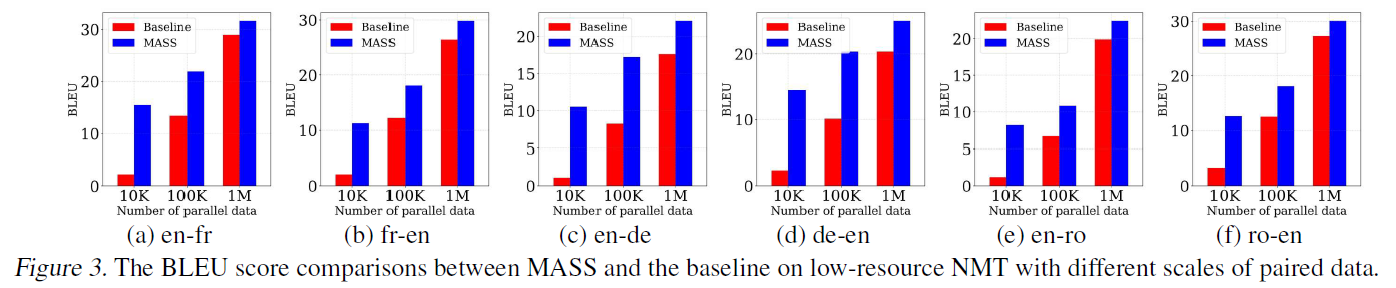 30
20
10
0
BLEU
Baseline
MASS
10K 100K 1M
Number of parallel data
(a) en-fr
30
20
10
0
BLEU
Baseline
MASS
10K 100K 1M
Number of parallel data
(b) fr-en
20
15
10
5
0
BLEU
Baseline
MASS
10K 100K 1M
Number of parallel data
(c) en-de
20
10
0
BLEU
Baseline
MASS
10K 100K 1M
Number of parallel data
(d) de-en
20
15
10
5
0
BLEU
Baseline
MASS
10K 100K 1M
Number of parallel data
(e) en-ro
30
20
10
0
BLEU
Baseline
MASS
10K 100K 1M
Number of parallel data
(f) ro-en
Figure 3. The BLEU score comparisons between MASS and the baseline on low-resource NMT with different scales of paired data.